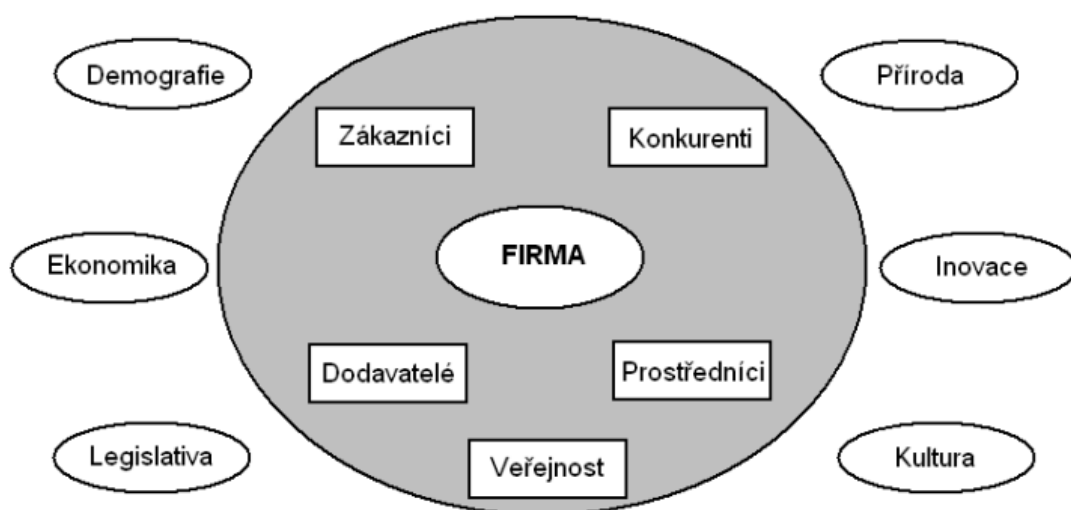 Demografie
Příroda
Zákazníci
Konkurenti
FIRMA
Ekonomika
Inovace
Dodavatelé
Prostředníci
Legislativa
Veřejnost
Kultura